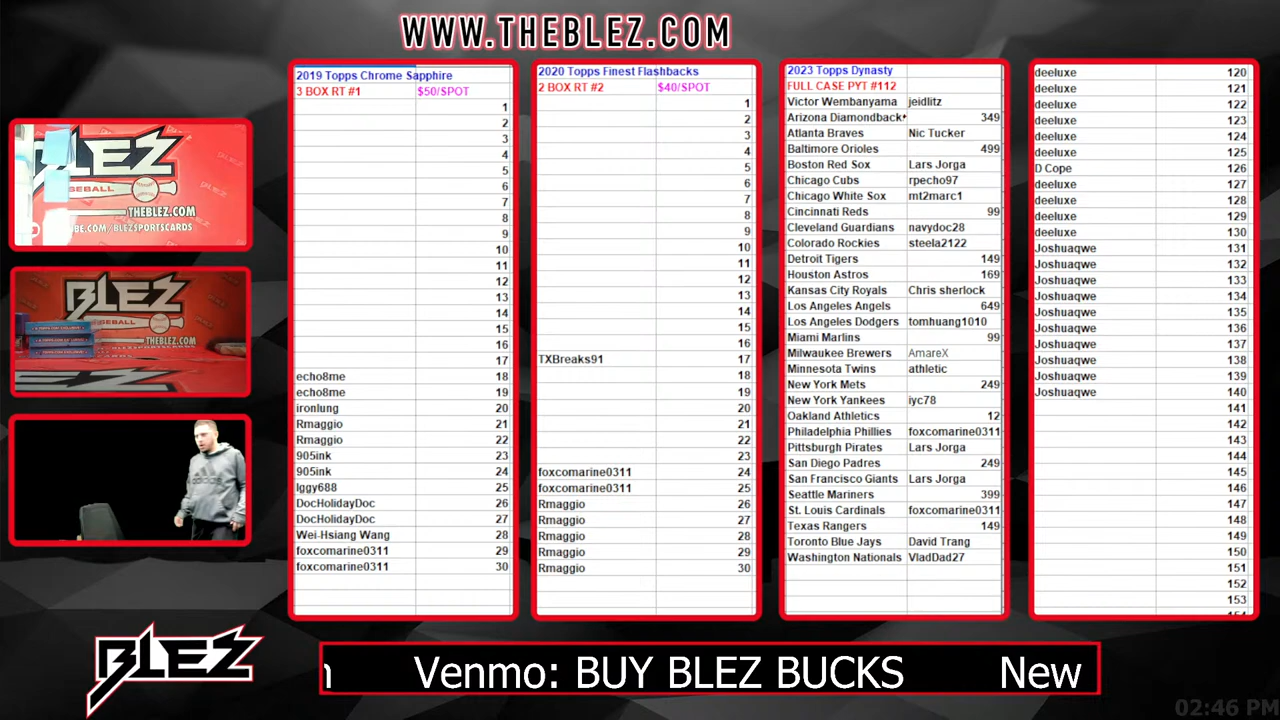 WWW.THEBLEZ.COM
BLEZ
BASEBALL
THEBLEZ.COM
BE.COM/BLEZSPORTSCARDS
BLEZ
BASEBALL
THEBLEZ.COM
2019 Topps Chrome Sapphire
3 BOX RT #1 $50/SPOT
1
2
3
4
5
6
7
8
9
10
11
12
13
14
15
16
17
echo8me 18
echo8me 19
ironlung 20
Rmaggio 21
Rmaggio 22
905ink 23
905ink 24
Iggy688 25
DocHolidayDoc 26
DocHolidayDoc 27
Wei-Hsiang Wang 28
foxcomarine0311 29
foxcomarine0311 30
2020 Topps Finest Flashbacks
2 BOX RT #2 $40/SPOT
1
2
3
4
5
6
7
8
9
10
11
12
13
14
15
16
TXBreaks91 17
18
19
20
21
22
23
foxcomarine0311 24
foxcomarine0311 25
Rmaggio 26
Rmaggio 27
Rmaggio 28
Rmaggio 29
Rmaggio 30
2023 Topps Dynasty
FULL CASE PYT #112
Victor Wembanyama jeidlitz
Arizona Diamondback 349
Atlanta Braves Nic Tucker
Baltimore Orioles 499
Boston Red Sox Lars Jorga
Chicago Cubs rpecho97
Chicago White Sox mt2marc1
Cincinnati Reds 99
Cleveland Guardians navydoc28
Colorado Rockies steela2122
Detroit Tigers 149
Houston Astros 169
Kansas City Royals Chris sherlock
Los Angeles Angels 649
Los Angeles Dodgers tomhuang1010
Miami Marlins 99
Milwaukee Brewers AmareX
Minnesota Twins athletic
New York Mets 249
New York Yankees iyc78
Oakland Athletics 12
Philadelphia Phillies foxcomarine0311
Pittsburgh Pirates Lars Jorga
San Diego Padres 249
San Francisco Giants Lars Jorga
Seattle Mariners 399
St. Louis Cardinals foxcomarine0311
Texas Rangers 149
Toronto Blue Jays David Trang
Washington Nationals VladDad27
deeluxe 120
deeluxe 121
deeluxe 122
deeluxe 123
deeluxe 124
deeluxe 125
D Cope 126
deeluxe 127
deeluxe 128
deeluxe 129
deeluxe 130
Joshuaqwe 131
Joshuaqwe 132
Joshuaqwe 133
Joshuaqwe 134
Joshuaqwe 135
Joshuaqwe 136
Joshuaqwe 137
Joshuaqwe 138
Joshuaqwe 139
Joshuaqwe 140
141
142
143
144
145
146
147
148
149
150
151
152
153
BLEZ
Venmo: BUY BLEZ BUCKS New
02:46 PM